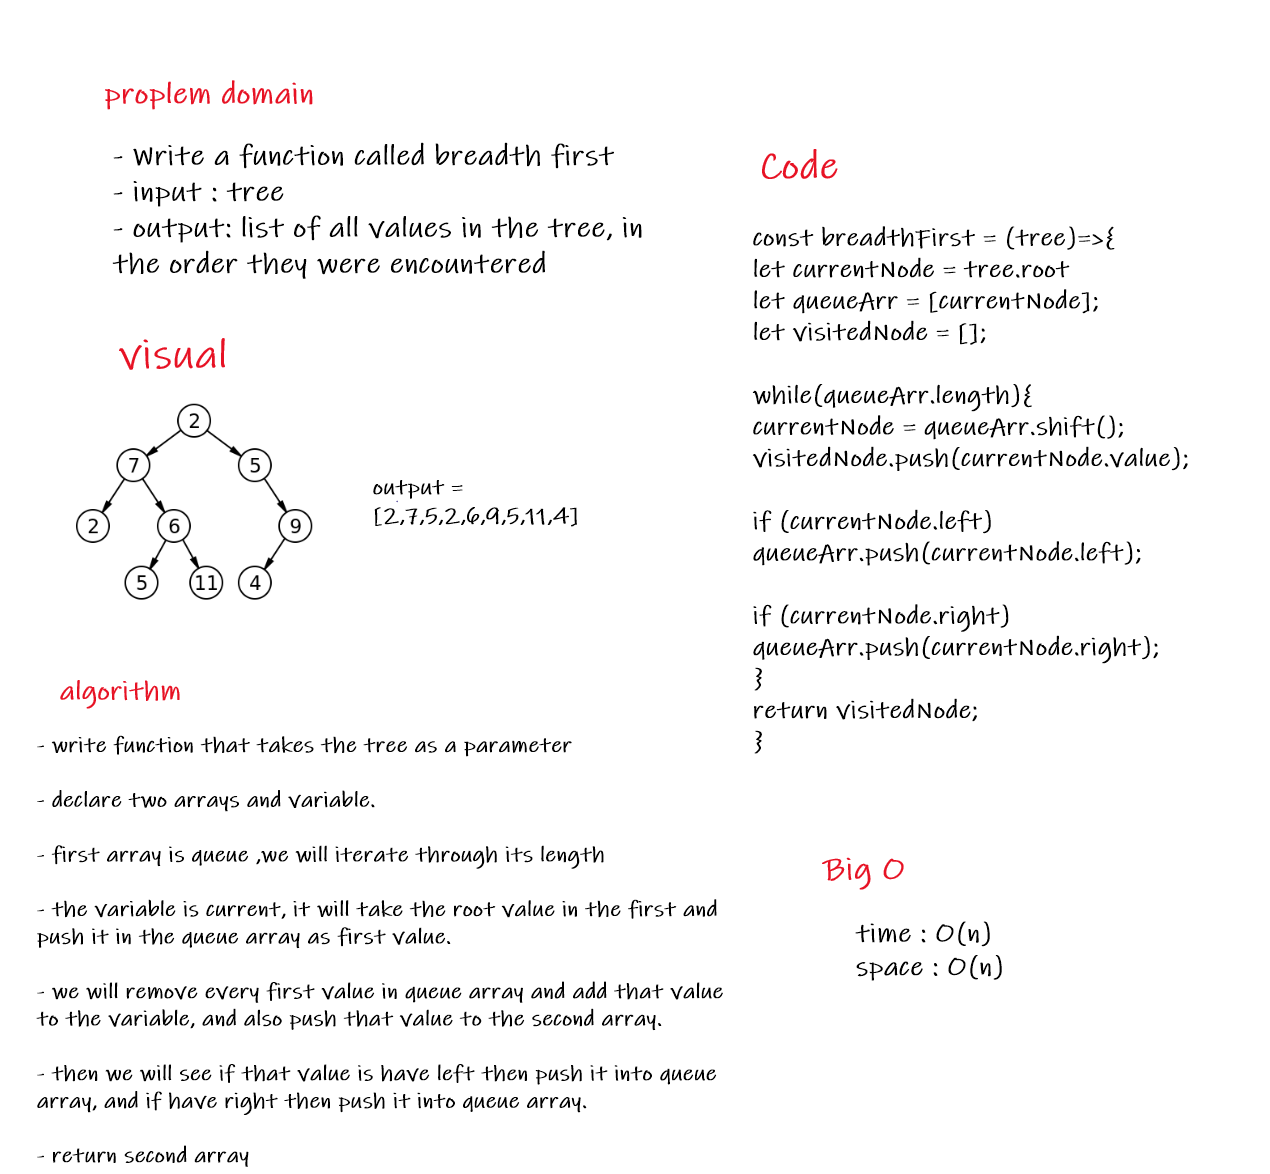 proplem domain
- Write a function called breadth first
- input : tree
- output: list of all values in the tree, in
the order they were encountered
visual
2
7
5
2
6
9
5
11
4
output =
[2,7,5,2,6,9,5,11,4]
algorithm
- write function that takes the tree as a parameter
- declare two arrays and variable.
- first array is queue ,we will iterate through its length
- the variable is current, it will take the root value in the first and
push it in the queue array as first value.
- we will remove every first value in queue array and add that value
to the variable, and also push that value to the second array.
- then we will see if that value is have left then push it into queue
array, and if have right then push it into queue array.
- return second array
Code
const breadthFirst = (tree)=>{
let currentNode = tree.root
let queueArr = [currentNode];
let visitedNode = [];
while(queueArr.length){
currentNode = queueArr.shift();
visitedNode.push(currentNode.value);
if (currentNode.left)
queueArr.push(currentNode.left);
if (currentNode.right)
queueArr.push(currentNode.right);
}
return visitedNode;
}
Big O
time : O(n)
space : O(n)